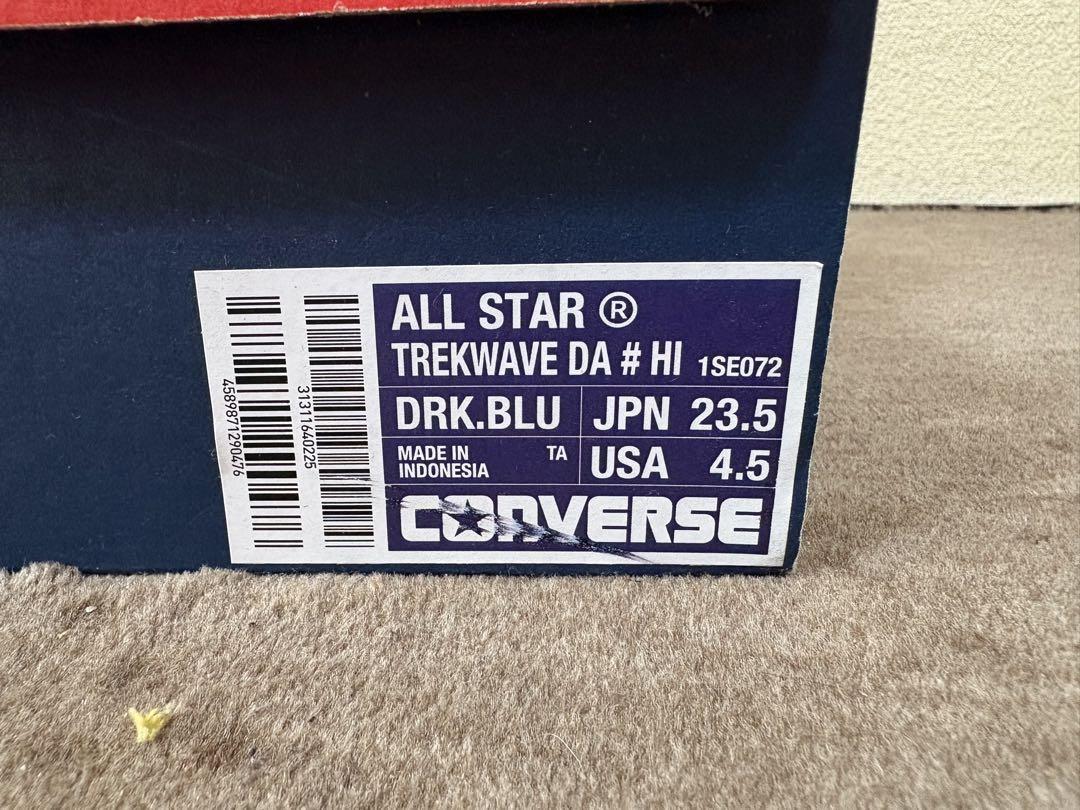 ALL STAR ®
TREKWAVE DA # HI 1SE072
DRK.BLU JPN 23.5
MADE IN INDONESIA TA USA 4.5
CONVERSE
4589871290476
31311640225